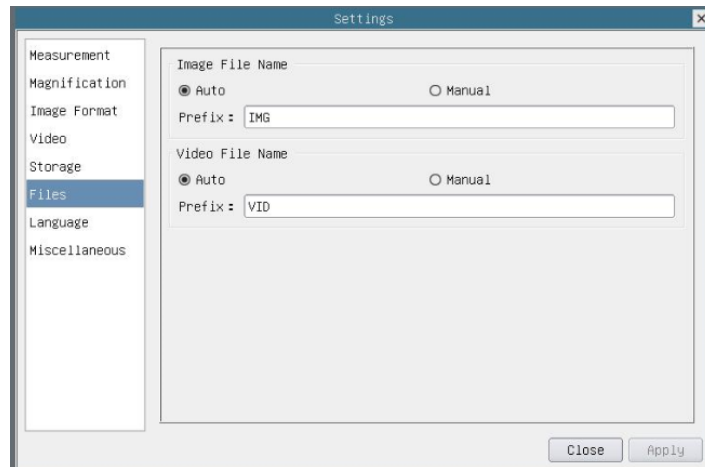 Settings
Measurement
Magnification
Image Format
Video
Storage
Files
Language
Miscellaneous
Image File Name
Auto
Manual
Prefix: IMG
Video File Name
Auto
Manual
Prefix: VID
Close
Apply